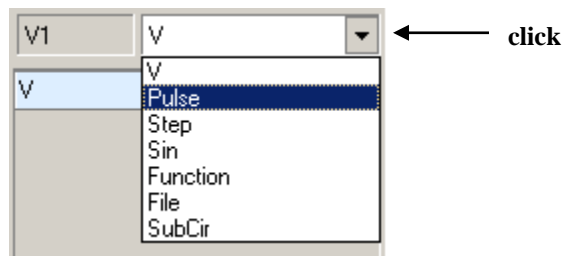 V1 V click
V
V
Pulse
Step
Sin
Function
File
SubCir